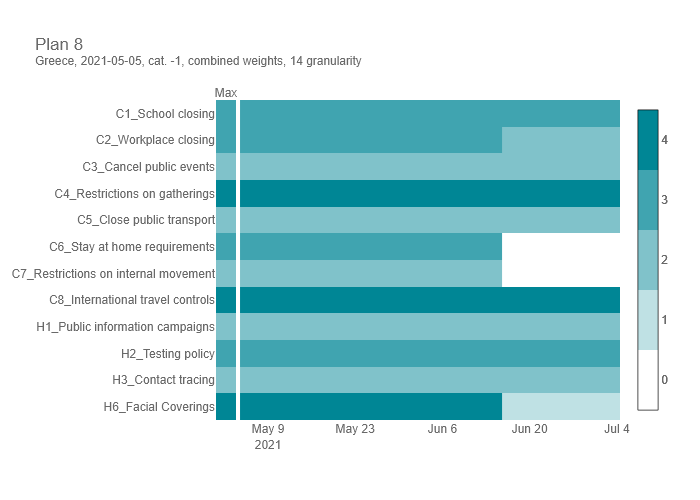 Plan 8
Greece, 2021-05-05, cat. -1, combined weights, 14 granularity
Max
C1_School closing
C2_Workplace closing
C3_Cancel public events
C4_Restrictions on gatherings
C5_Close public transport
C6_Stay at home requirements
C7_Restrictions on internal movement
C8_International travel controls
H1_Public information campaigns
H2_Testing policy
H3_Contact tracing
H6_Facial Coverings
May 9 May 23 Jun 6 Jun 20 Jul 4
2021
4
3
2
1
0